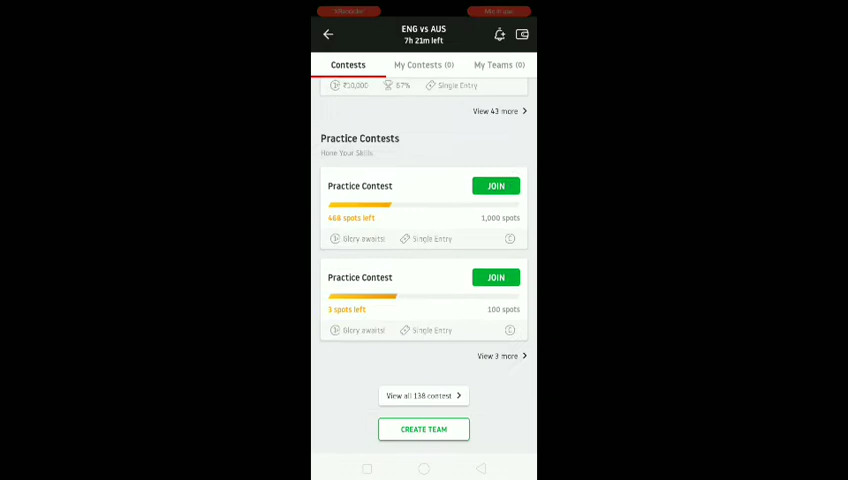 ENG vs AUS
7h 21m left
Contests
My Contests (0)
My Teams (0)
67%
Single Entry
View 43 more
Practice Contests
Hone Your Skills
Practice Contest
JOIN
468 spots left
1,000 spots
Glory awaits!
Single Entry
C
Practice Contest
JOIN
3 spots left
100 spots
Glory awaits!
Single Entry
C
View 3 more
View all 138 contest
CREATE TEAM